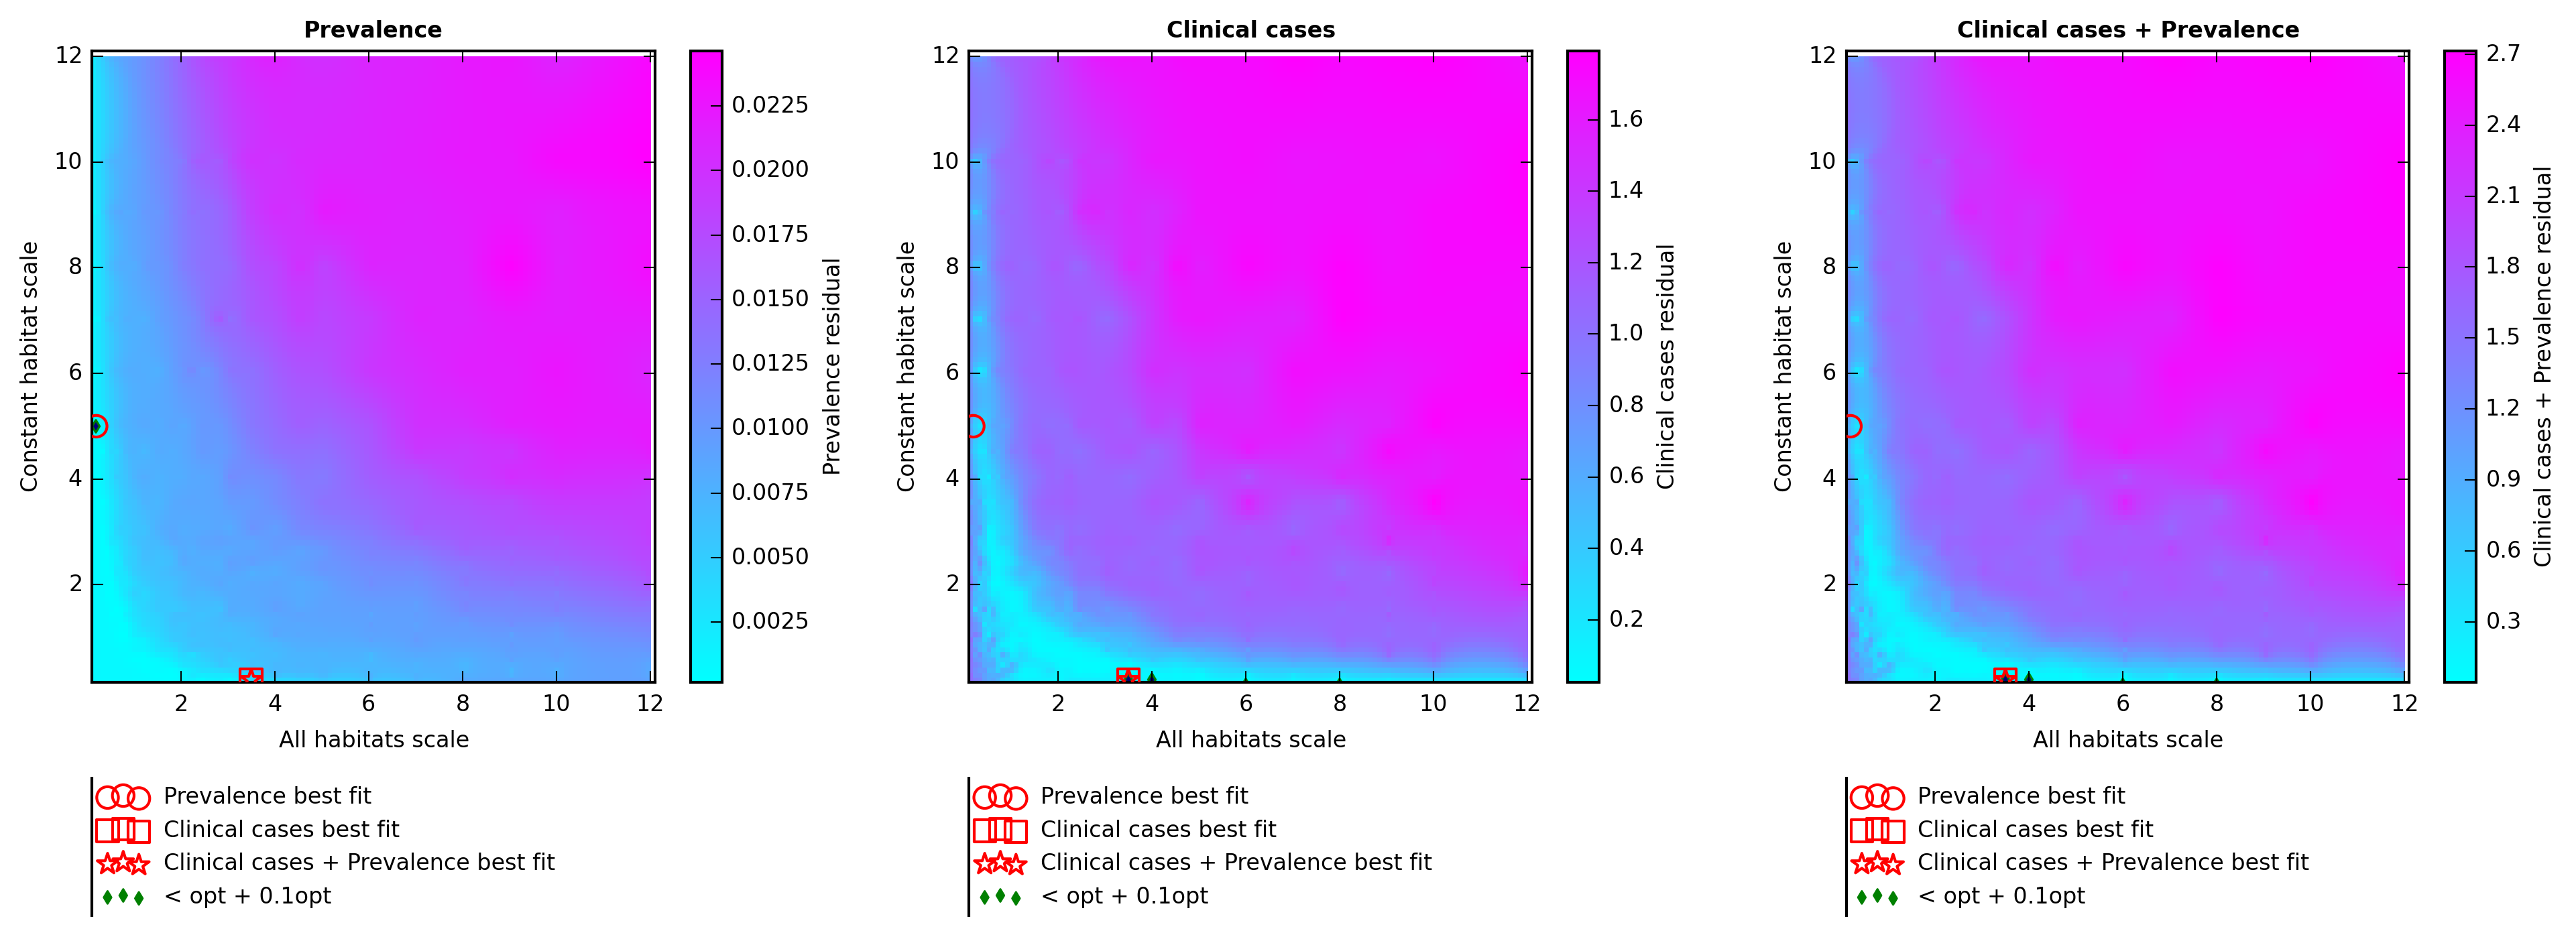 Prevalence
Constant habitat scale
12
10
8
6
4
2
2 4 6 8 10 12
All habitats scale
0.0225
0.0200
0.0175
0.0150
0.0125
0.0100
0.0075
0.0050
0.0025
Prevalence residual
Prevalence best fit
Clinical cases best fit
Clinical cases + Prevalence best fit
< opt + 0.1opt
Clinical cases
Constant habitat scale
12
10
8
6
4
2
2 4 6 8 10 12
All habitats scale
1.6
1.4
1.2
1.0
0.8
0.6
0.4
0.2
Clinical cases residual
Prevalence best fit
Clinical cases best fit
Clinical cases + Prevalence best fit
< opt + 0.1opt
Clinical cases + Prevalence
Constant habitat scale
12
10
8
6
4
2
2 4 6 8 10 12
All habitats scale
2.7
2.4
2.1
1.8
1.5
1.2
0.9
0.6
0.3
Clinical cases + Prevalence residual
Prevalence best fit
Clinical cases best fit
Clinical cases + Prevalence best fit
< opt + 0.1opt